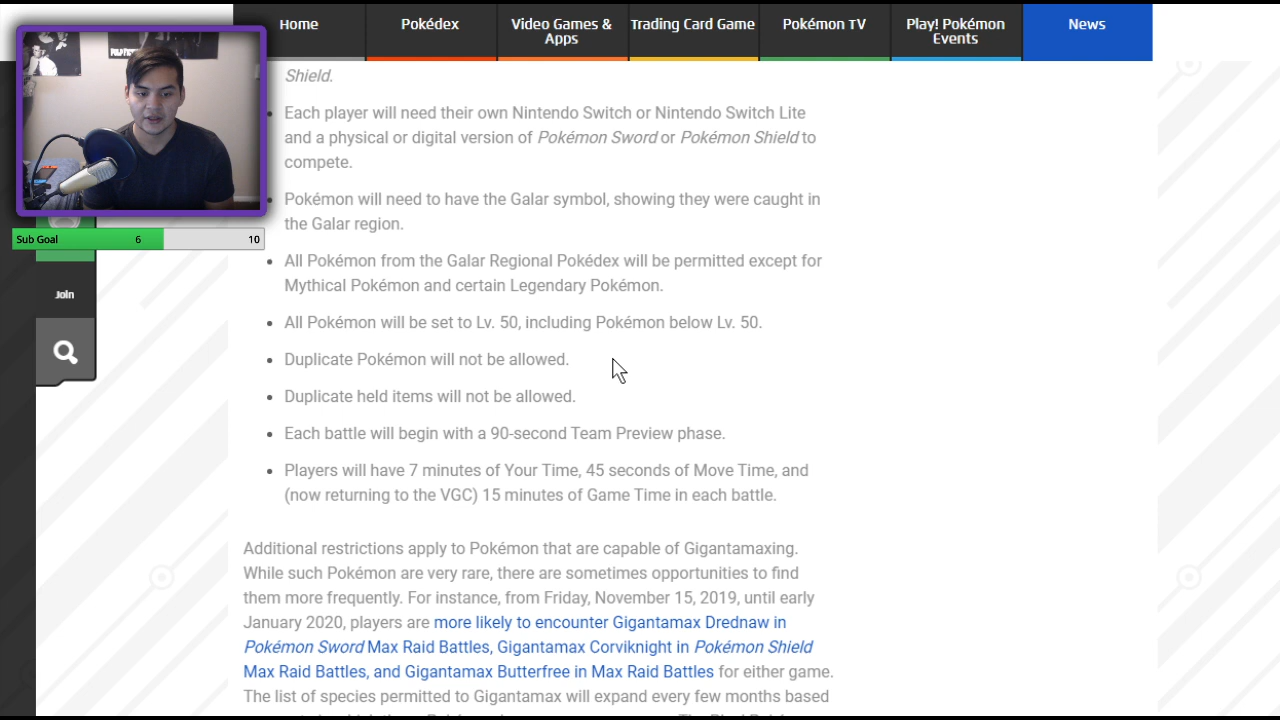 Home
Pokédex
Video Games &
Apps
Trading Card Game
Pokémon TV
Play! Pokémon
Events
News
Shield.
Each player will need their own Nintendo Switch or Nintendo Switch Lite
and a physical or digital version of Pokémon Sword or Pokémon Shield to
compete.
Pokémon will need to have the Galar symbol, showing they were caught in
the Galar region.
Sub Goal 6 10
All Pokémon from the Galar Regional Pokédex will be permitted except for
Mythical Pokémon and certain Legendary Pokémon.
Join
All Pokémon will be set to Lv. 50, including Pokémon below Lv. 50.
Duplicate Pokémon will not be allowed.
Duplicate held items will not be allowed.
Each battle will begin with a 90-second Team Preview phase.
Players will have 7 minutes of Your Time, 45 seconds of Move Time, and
(now returning to the VGC) 15 minutes of Game Time in each battle.
Additional restrictions apply to Pokémon that are capable of Gigantamaxing.
While such Pokémon are very rare, there are sometimes opportunities to find
them more frequently. For instance, from Friday, November 15, 2019, until early
January 2020, players are more likely to encounter Gigantamax Drednaw in
Pokémon Sword Max Raid Battles, Gigantamax Corviknight in Pokémon Shield
Max Raid Battles, and Gigantamax Butterfree in Max Raid Battles for either game.
The list of species permitted to Gigantamax will expand every few months based